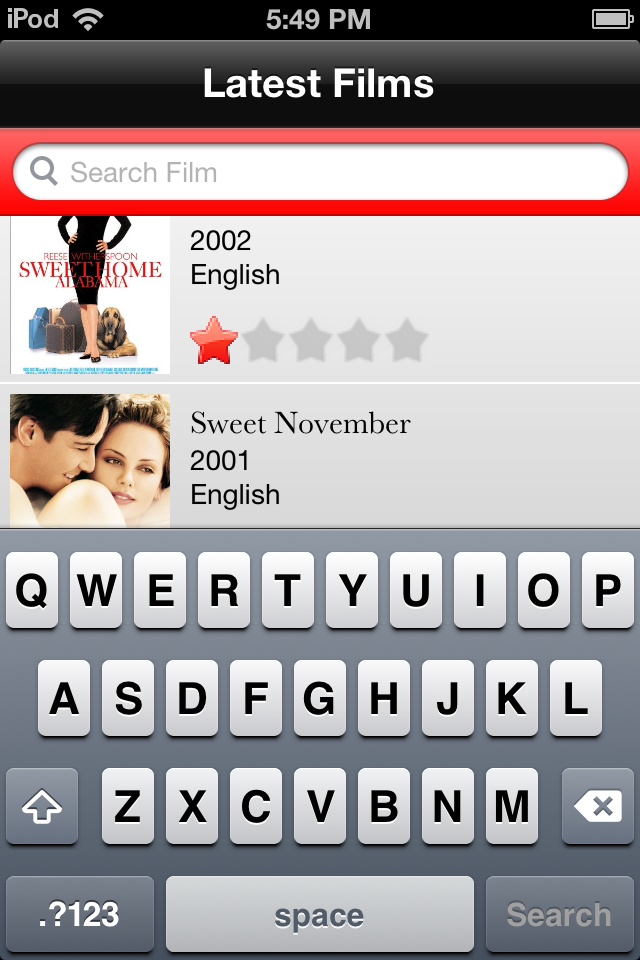 iPod 5:49 PM
Latest Films
Search Film
REESE WITHERSPOON
SWEET HOME
ALABAMA
2002
English
Sweet November
2001
English
Q W E R T Y U I O P
A S D F G H J K L
Z X C V B N M
.?123 space Search